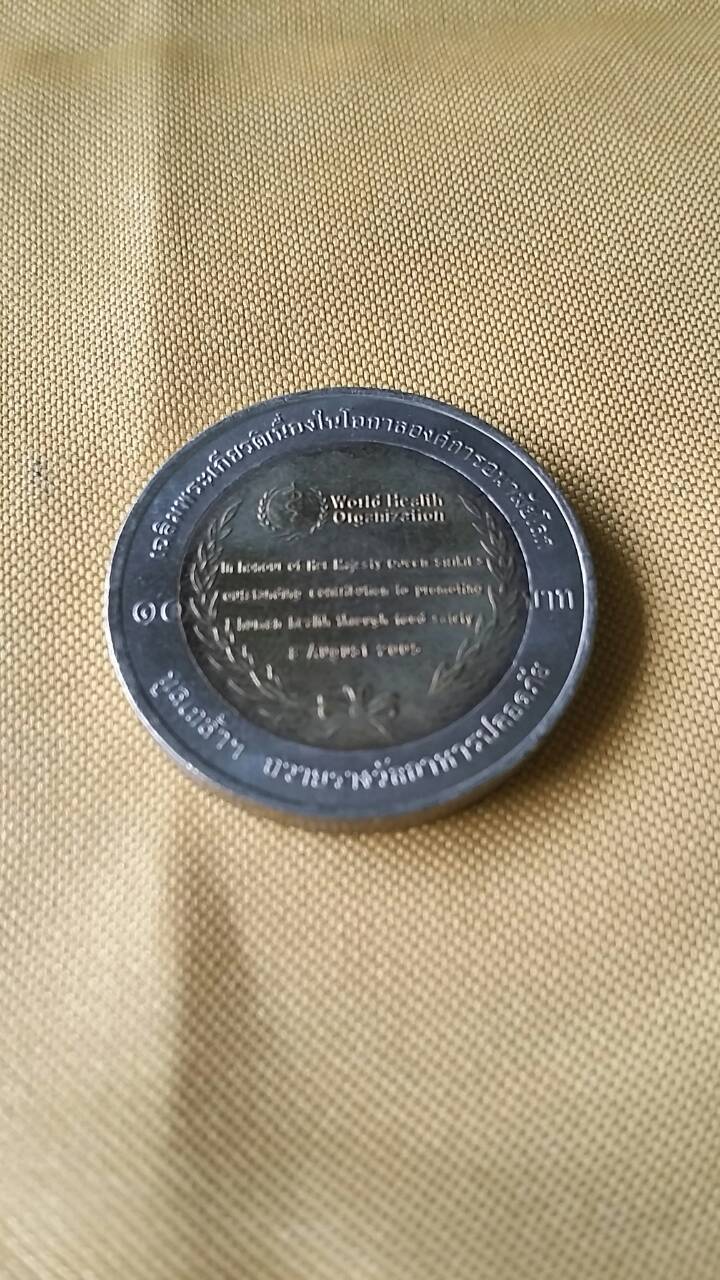 เฉลิมพระเกียรติเนื่องในโอกาสองค์การอนามัยโลก
World Health
Organization
In honour of Her Majesty Queen Sirikit's
outstanding contribution to promoting
human health through food safety
AUGUST 2005
๑๐ บาท
ทูลเกล้าฯ ถวายรางวัลอาหารปลอดภัย